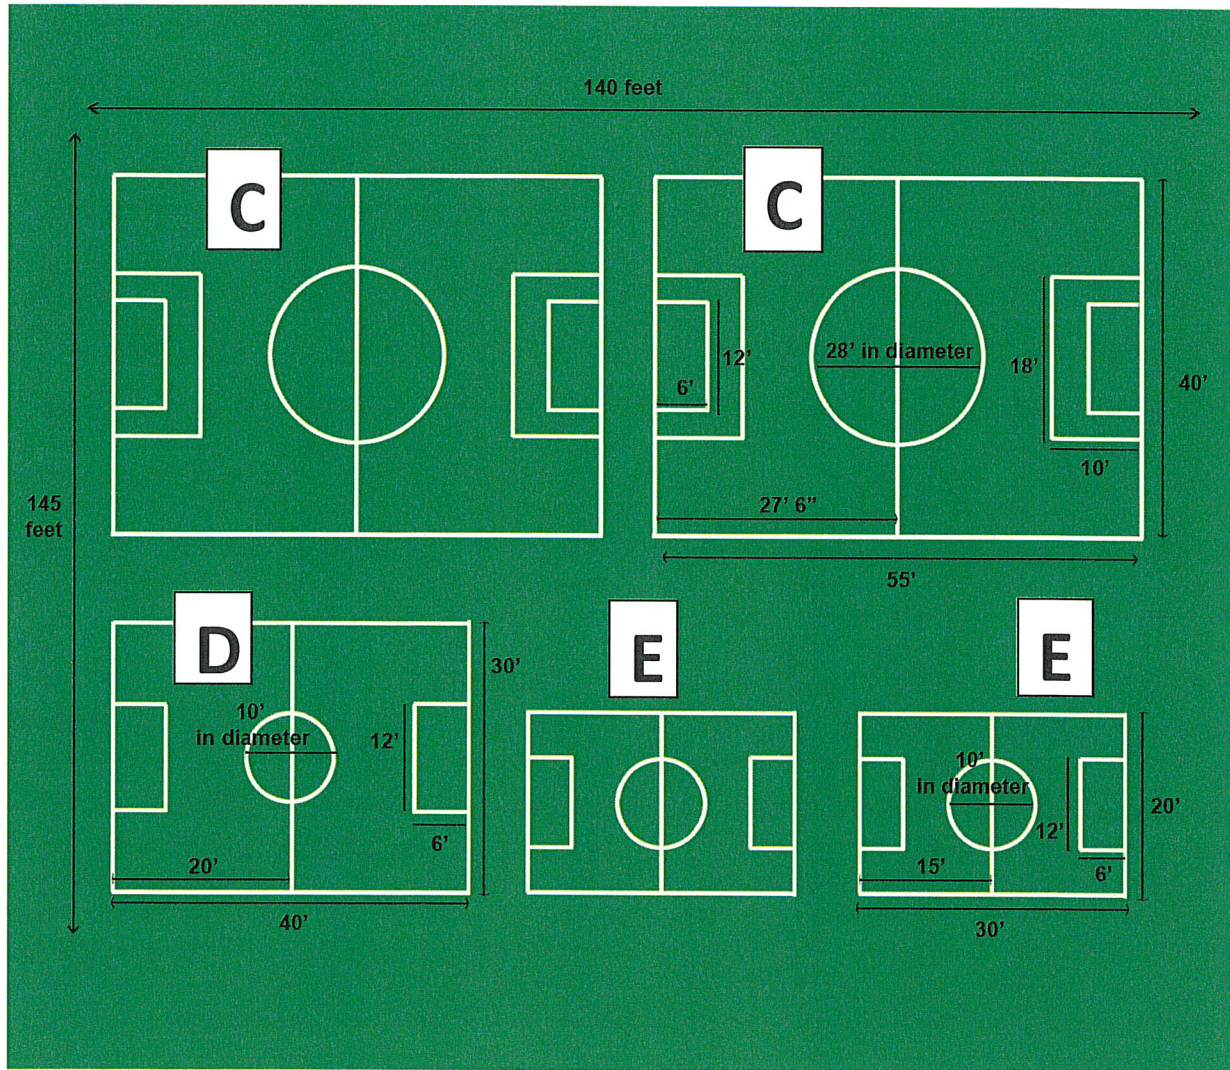 140 feet
C
C
28’ in diameter
12’
18’
6’
40’
10’
27’ 6”
145
feet
55’
D
E
E
30’
10’
in diameter
12’
10’
in diameter
12’
20’
6’
20’
15’
6’
40’
30’